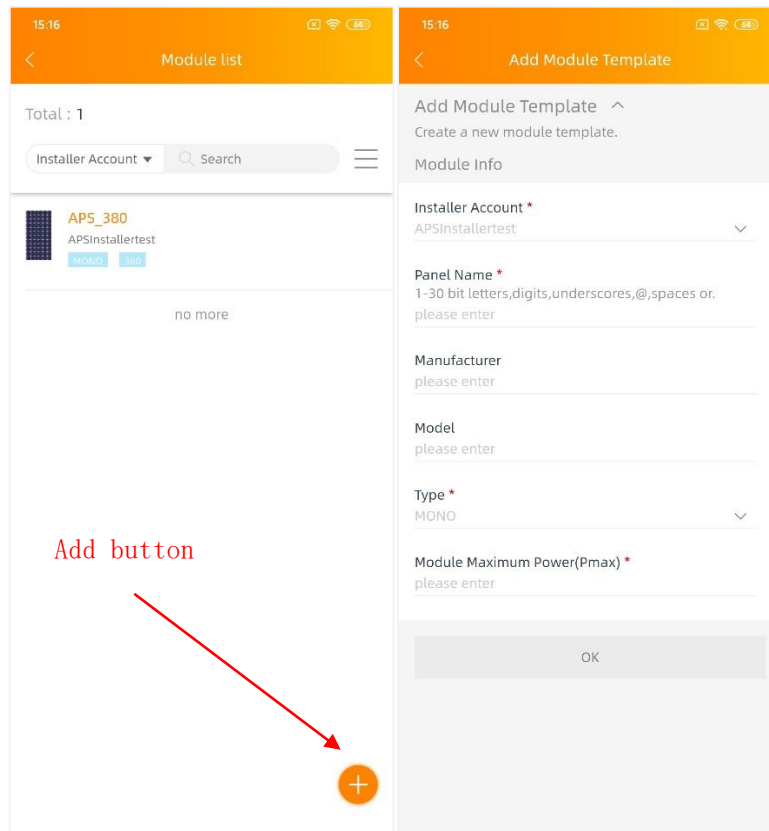 15:16
64
Module list
Total : 1
Installer Account
Search
APS_380
APSInstallertest
MONO 380
no more
Add button
15:16
64
Add Module Template
Add Module Template
Create a new module template.
Module Info
Installer Account *
APSInstallertest
Panel Name *
1-30 bit letters,digits,underscores,@,spaces or.
please enter
Manufacturer
please enter
Model
please enter
Type *
MONO
Module Maximum Power(Pmax) *
please enter
OK